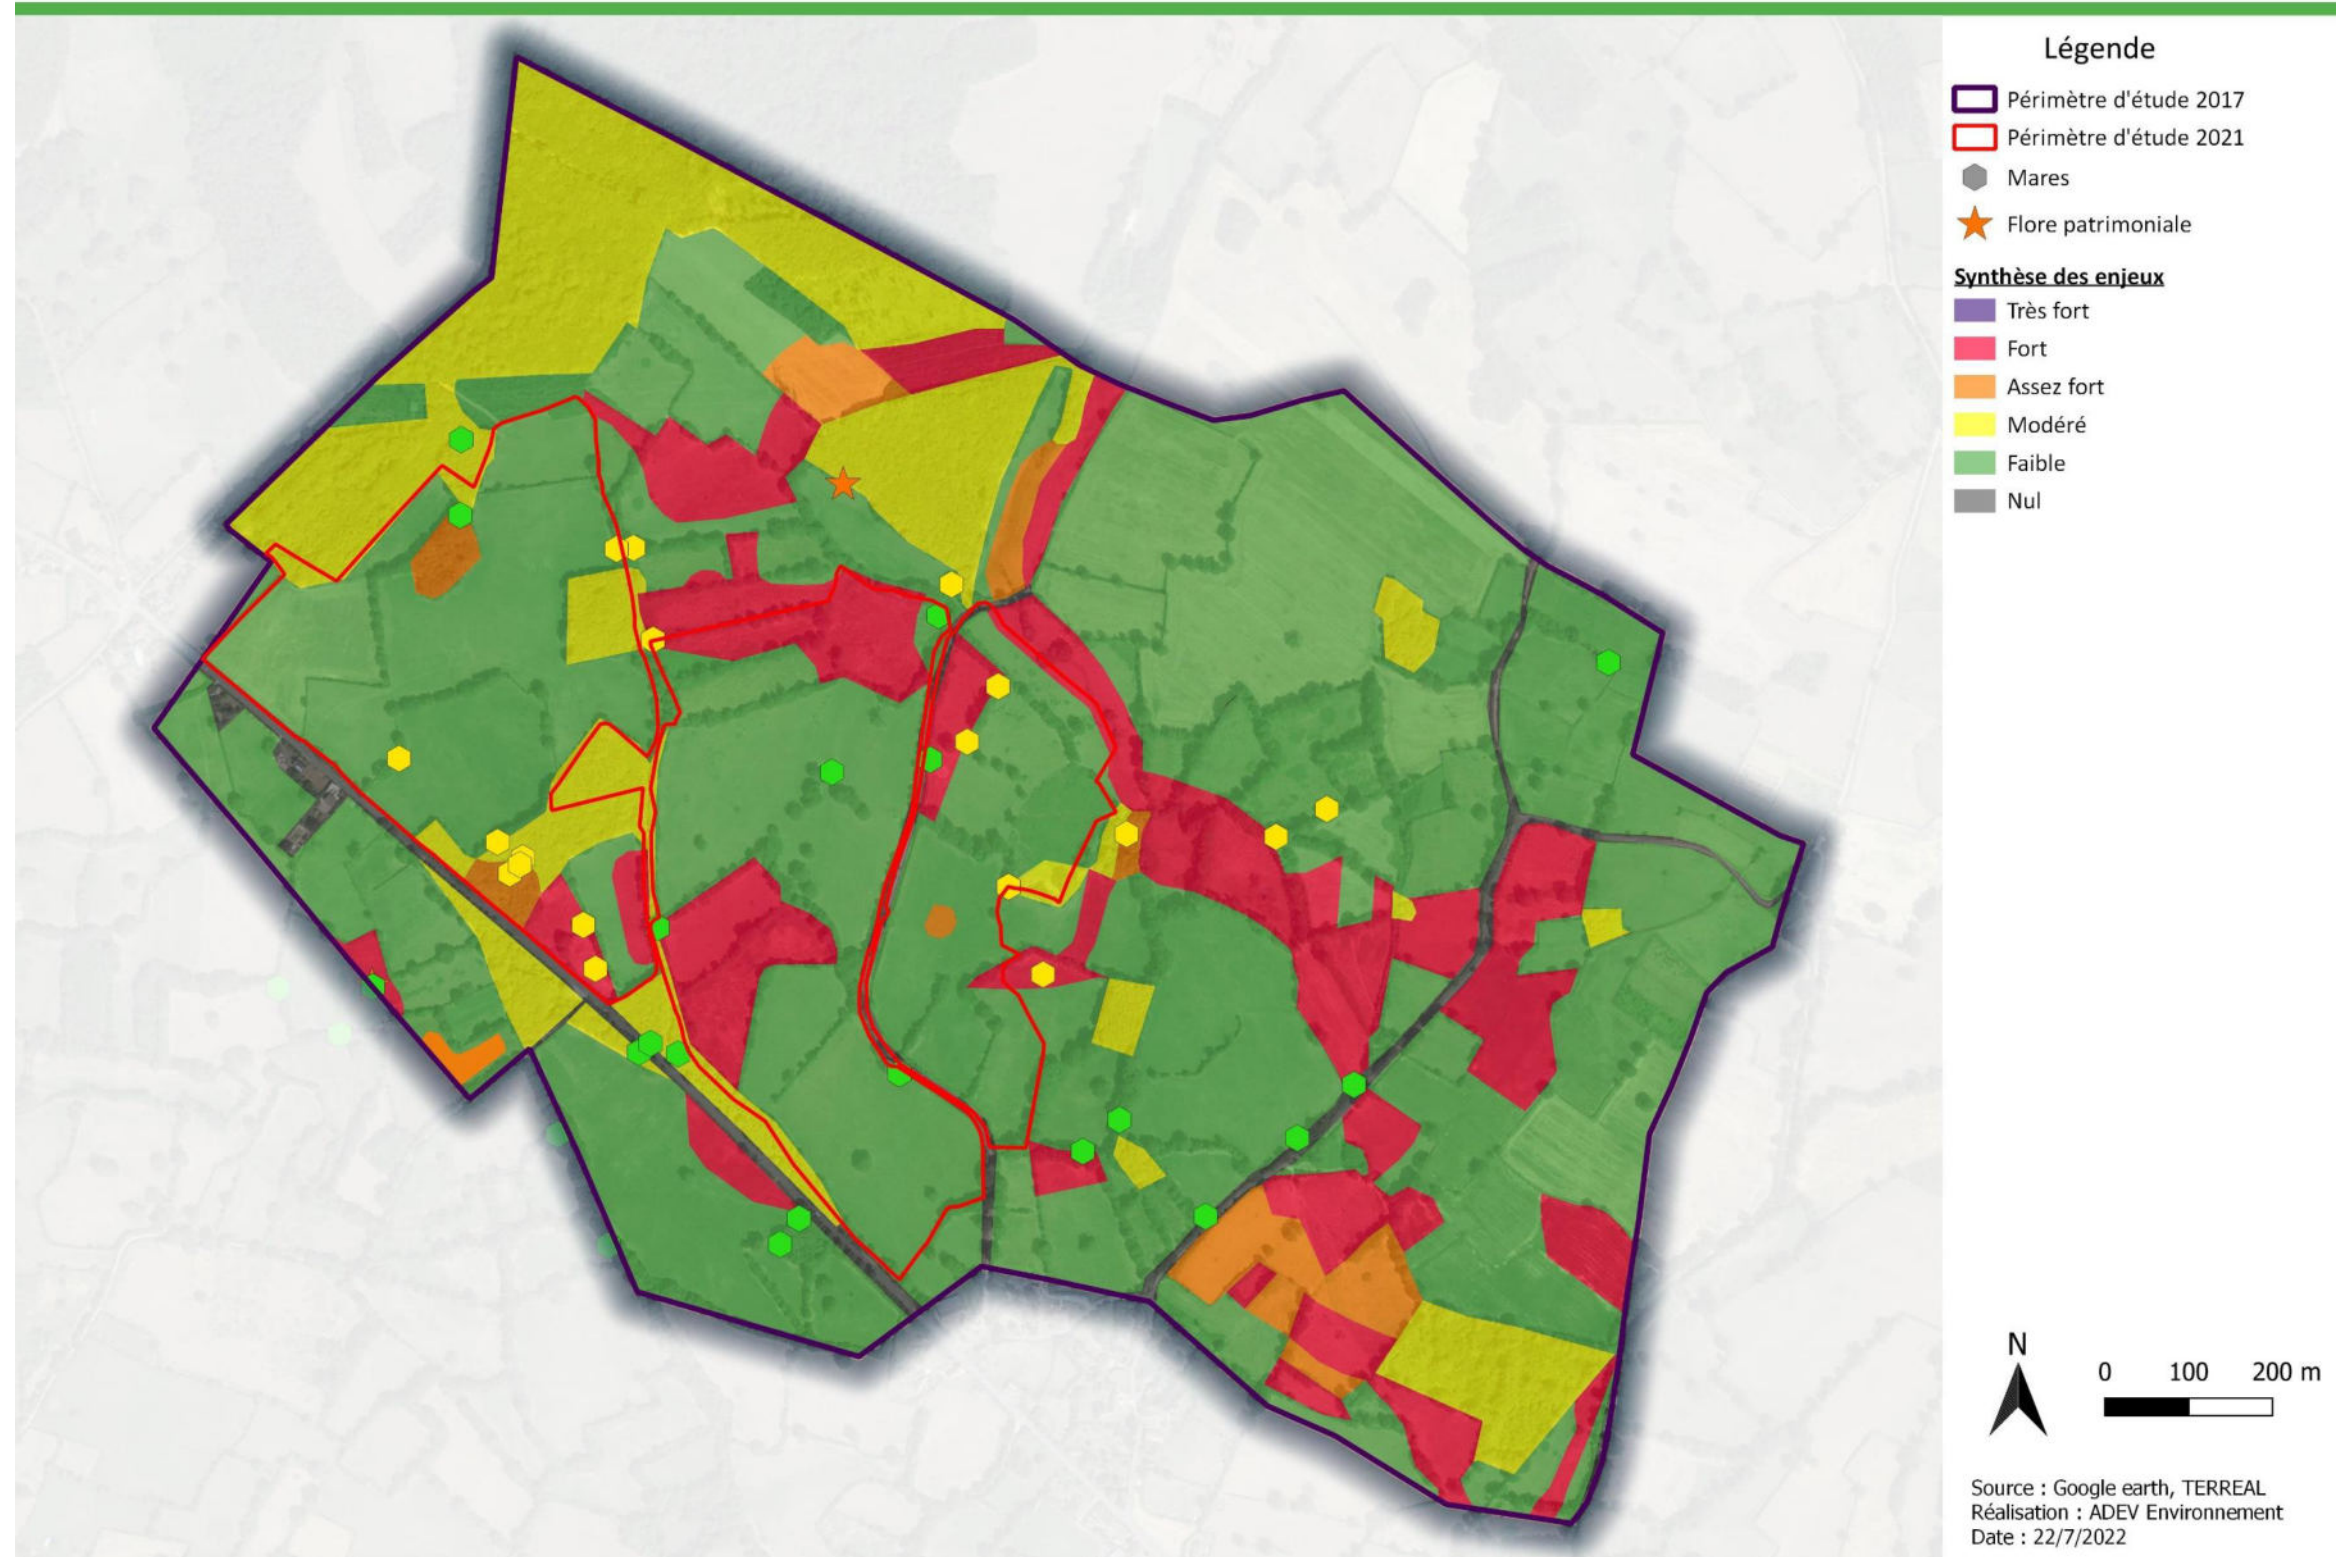 Légende
Périmètre d'étude 2017
Périmètre d'étude 2021
Mares
Flore patrimoniale
Synthèse des enjeux
Très fort
Fort
Assez fort
Modéré
Faible
Nul
N
0 100 200 m
Source : Google earth, TERREAL
Réalisation : ADEV Environnement
Date : 22/7/2022